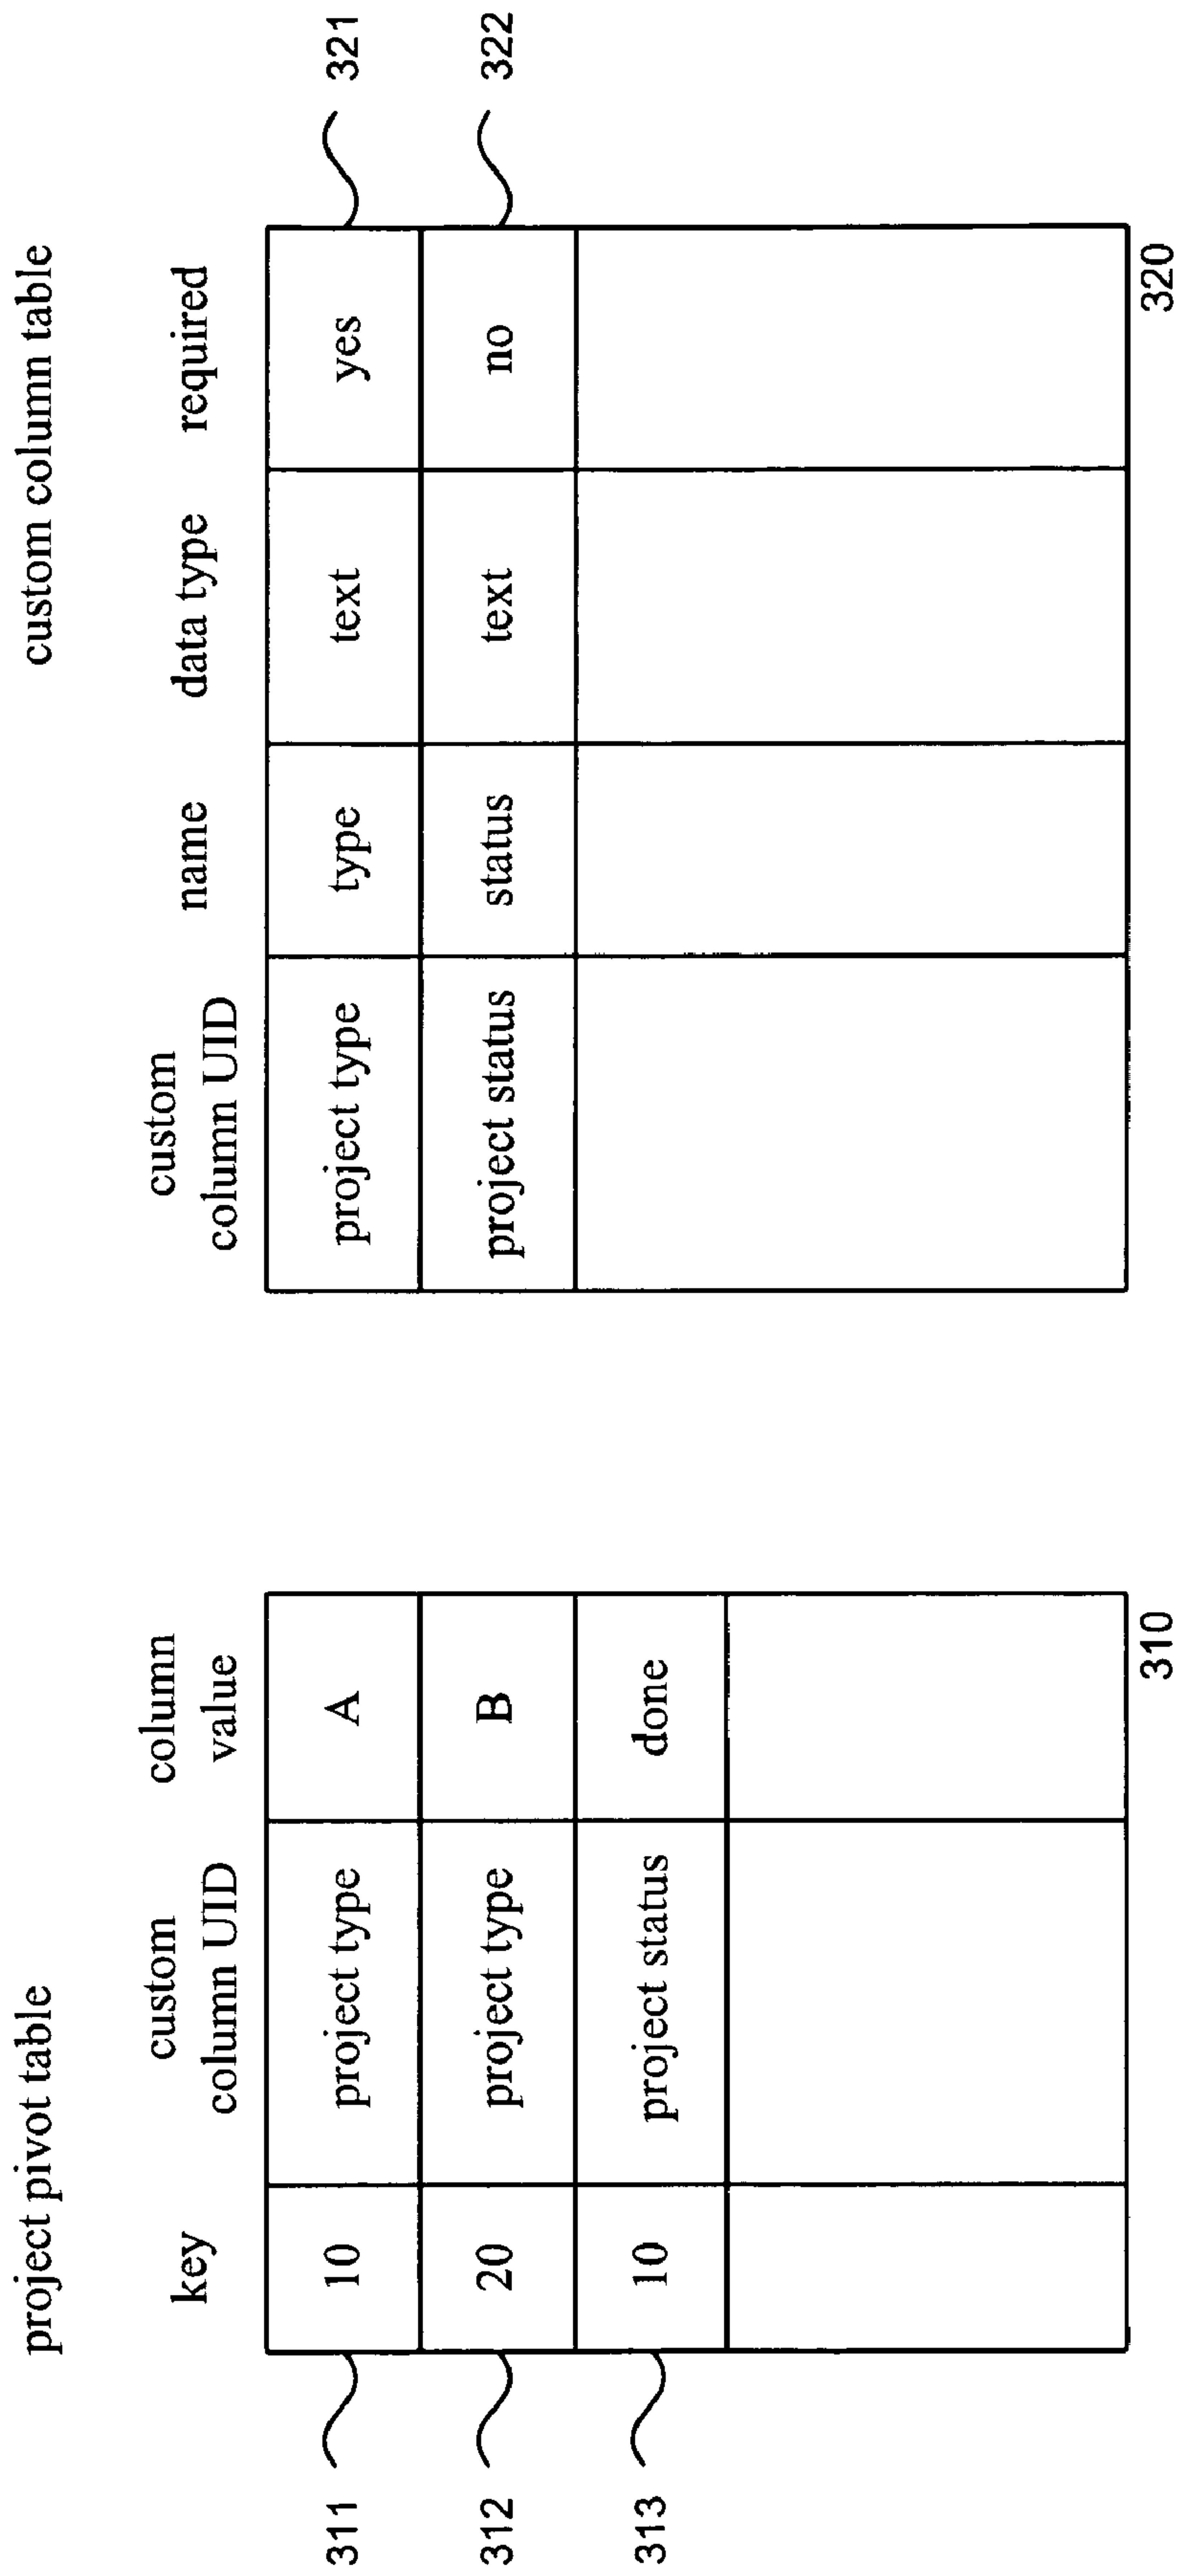 project pivot table
key
custom
column UID
column
value
311
10
project type
A
312
20
project type
B
313
10
project status
done
310
custom column table
custom
column UID
name
data type
required
project type
type
text
yes
321
project status
status
text
no
322
320